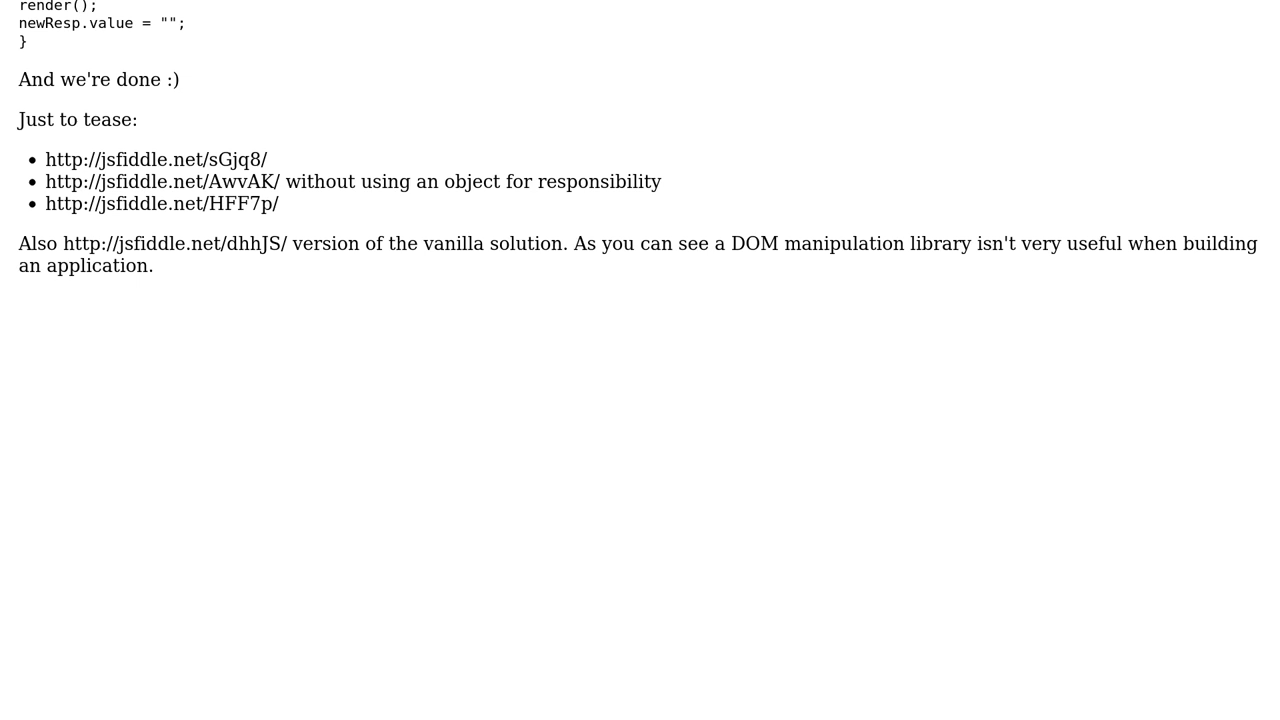 render();
newResp.value = "";
}
And we're done :)
Just to tease:
http://jsfiddle.net/sGjq8/
http://jsfiddle.net/AwvAK/ without using an object for responsibility
http://jsfiddle.net/HFF7p/
Also http://jsfiddle.net/dhhJS/ version of the vanilla solution. As you can see a DOM manipulation library isn't very useful when building
an application.